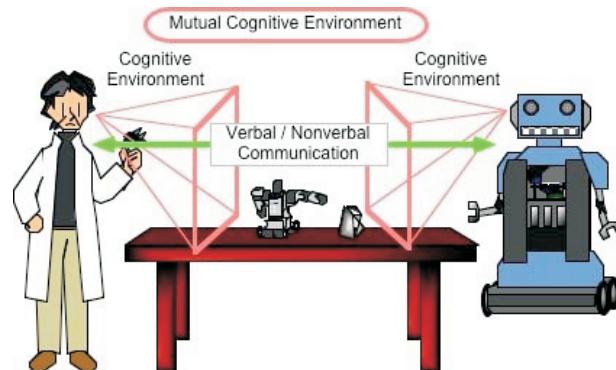 Mutual Cognitive Environment
Cognitive
Environment
Cognitive
Environment
Verbal / Nonverbal
Communication